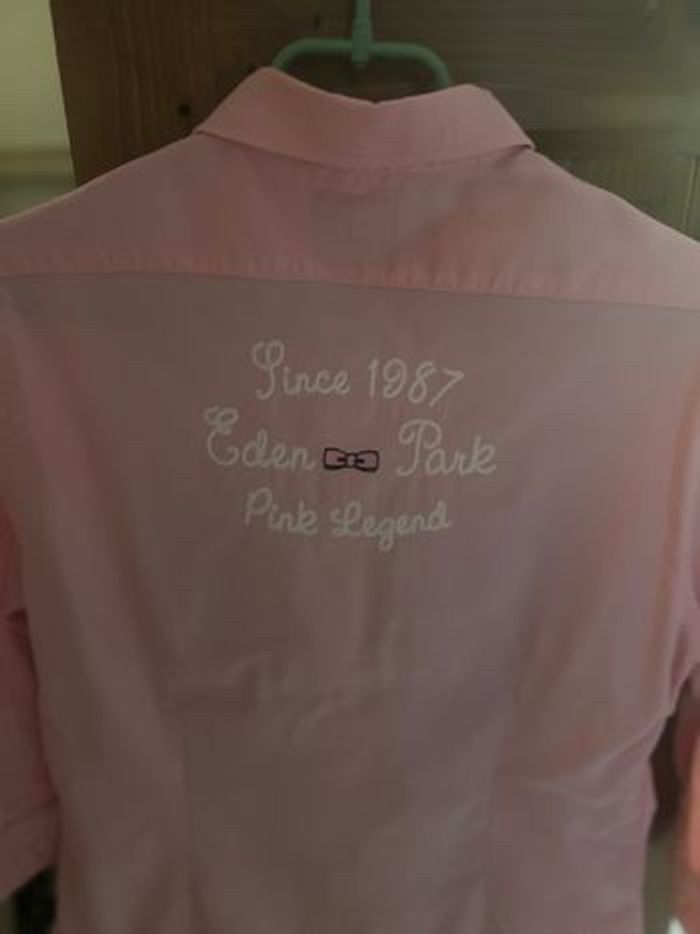 Since 1987
Eden Park
Pink Legend